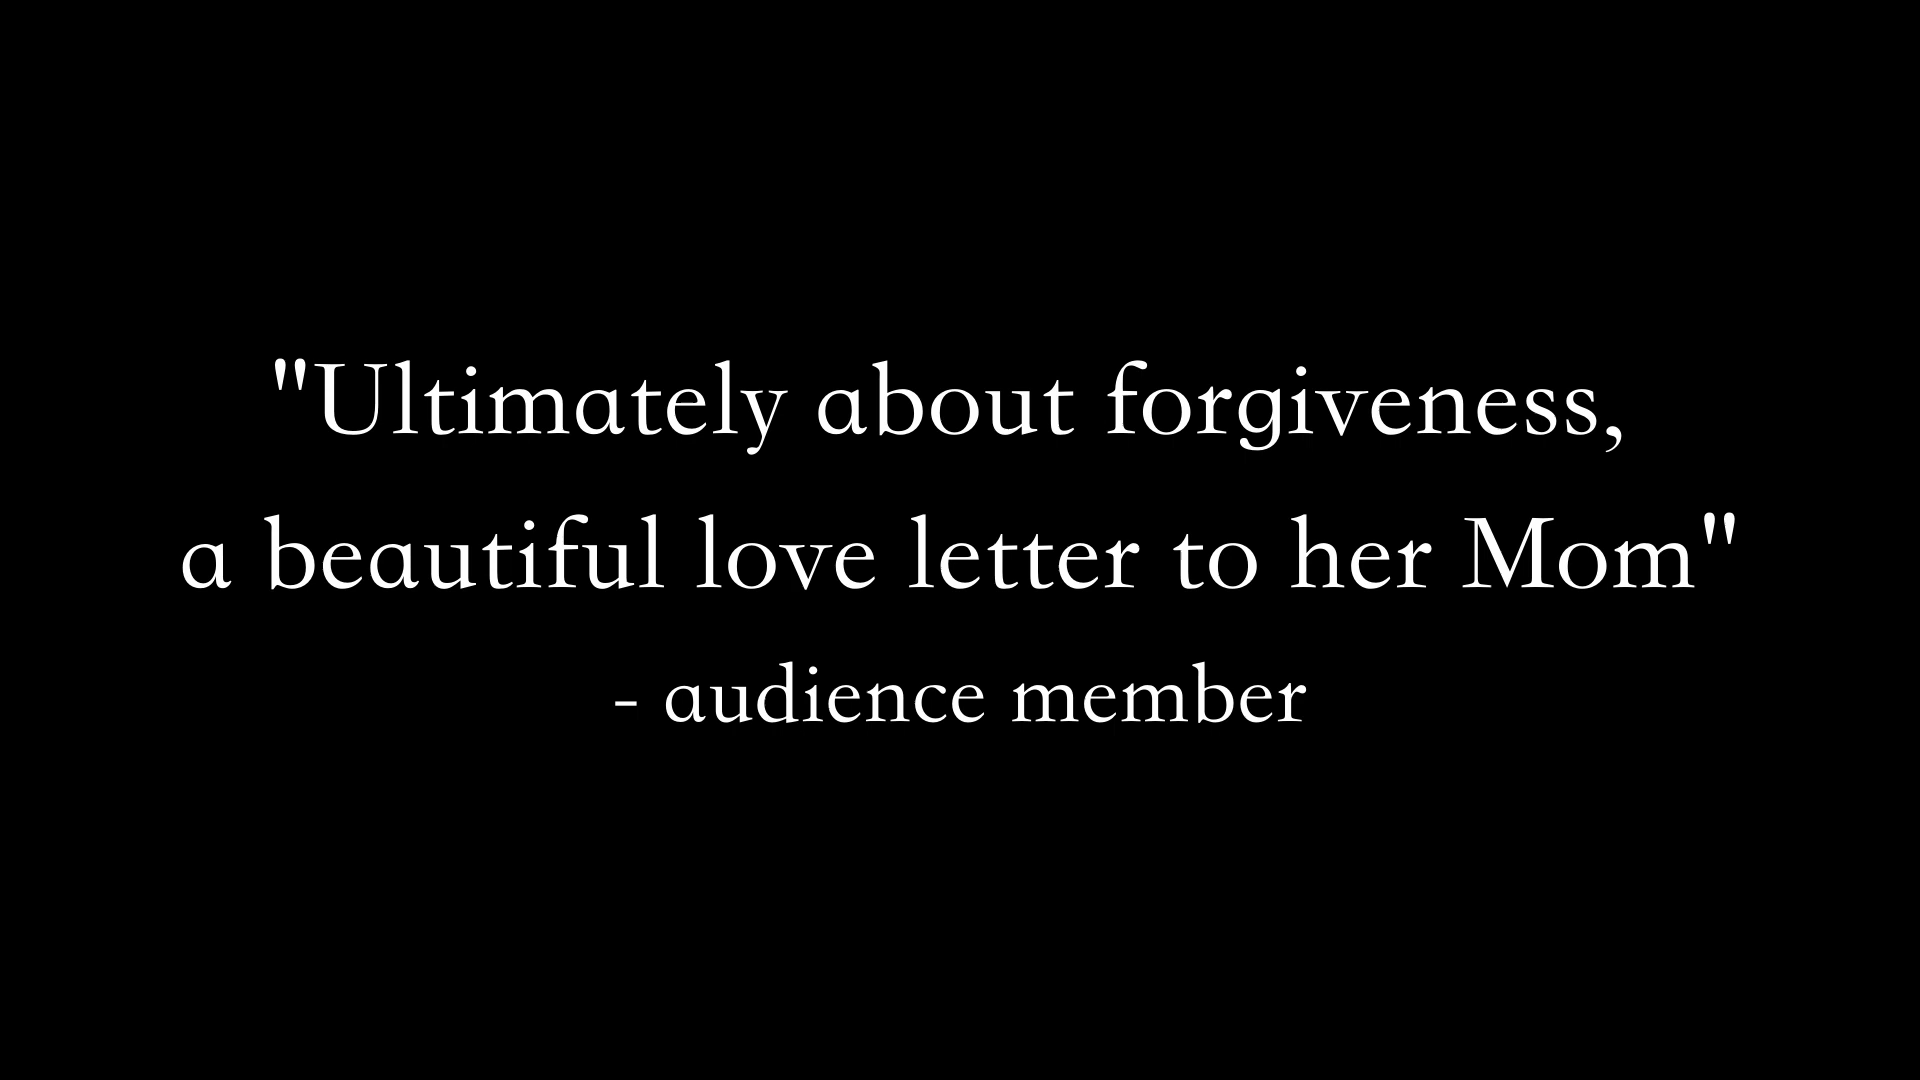 "Ultimately about forgiveness,
a beautiful love letter to her Mom"
- audience member